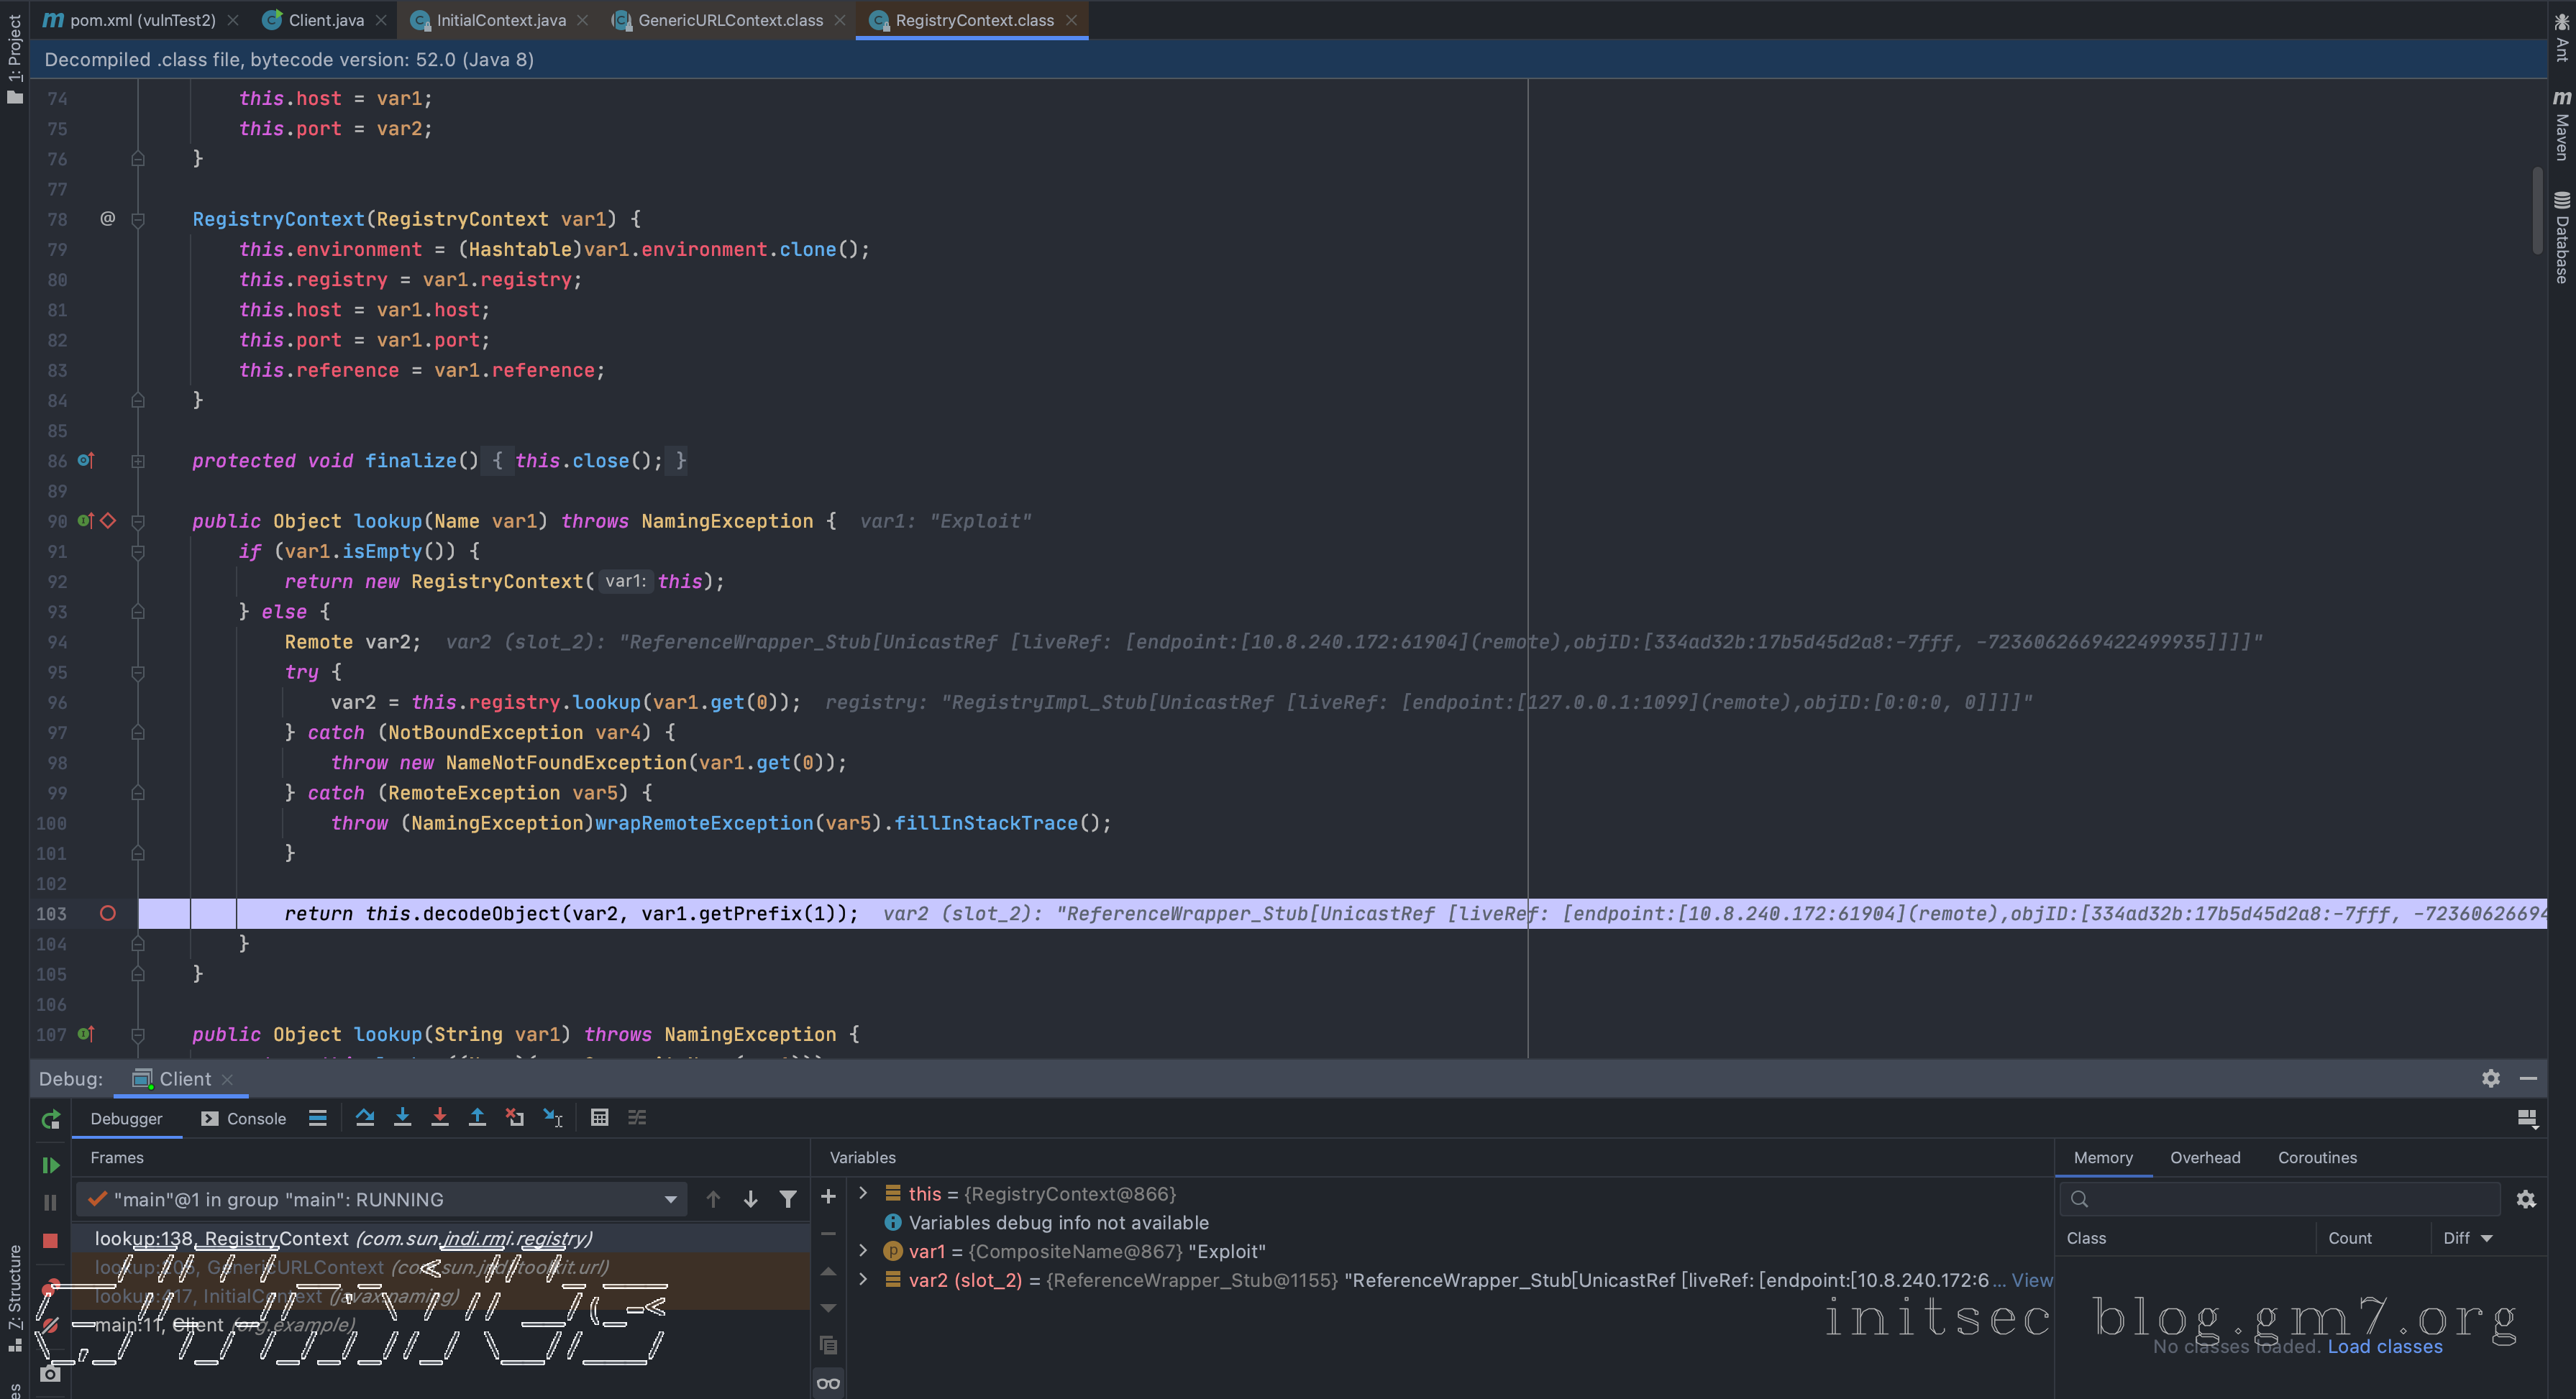 pom.xml (vulnTest2)
Client.java
InitialContext.java
GenericURLContext.class
RegistryContext.class
1: Project
Ant
Maven
Database
Decompiled .class file, bytecode version: 52.0 (Java 8)
74 this.host = var1;
75 this.port = var2;
76 }
77
78 @ RegistryContext(RegistryContext var1) {
79 this.environment = (Hashtable)var1.environment.clone();
80 this.registry = var1.registry;
81 this.host = var1.host;
82 this.port = var1.port;
83 this.reference = var1.reference;
84 }
85
86 protected void finalize() { this.close(); }
89
90 public Object lookup(Name var1) throws NamingException { var1: "Exploit"
91 if (var1.isEmpty()) {
92 return new RegistryContext( var1: this);
93 } else {
94 Remote var2; var2 (slot_2): "ReferenceWrapper_Stub[UnicastRef [liveRef: [endpoint:[10.8.240.172:61904](remote),objID:[334ad32b:17b5d45d2a8:-7fff, -7236062669422499935]]]]"
95 try {
96 var2 = this.registry.lookup(var1.get(0)); registry: "RegistryImpl_Stub[UnicastRef [liveRef: [endpoint:[127.0.0.1:1099](remote),objID:[0:0:0, 0]]]]"
97 } catch (NotBoundException var4) {
98 throw new NameNotFoundException(var1.get(0));
99 } catch (RemoteException var5) {
100 throw (NamingException)wrapRemoteException(var5).fillInStackTrace();
101 }
102
103 return this.decodeObject(var2, var1.getPrefix(1)); var2 (slot_2): "ReferenceWrapper_Stub[UnicastRef [liveRef: [endpoint:[10.8.240.172:61904](remote),objID:[334ad32b:17b5d45d2a8:-7fff, -72360626694
104 }
105 }
106
107 public Object lookup(String var1) throws NamingException {
Debug: Client
Debugger Console
Frames
Variables
Memory Overhead Coroutines
"main"@1 in group "main": RUNNING
lookup:138, RegistryContext (com.sun.jndi.rmi.registry)
GenericURLContext (com.sun.jndi.toolkit.url)
lookup:417, InitialContext (javax.naming)
main:11, Client (org.example)
this = {RegistryContext@866}
Variables debug info not available
var1 = {CompositeName@867} "Exploit"
var2 (slot_2) = {ReferenceWrapper_Stub@1155} "ReferenceWrapper_Stub[UnicastRef [liveRef: [endpoint:[10.8.240.172:6... View
Class Count Diff
No classes loaded. Load classes
Z: Structure
initsec blog.gm7.org